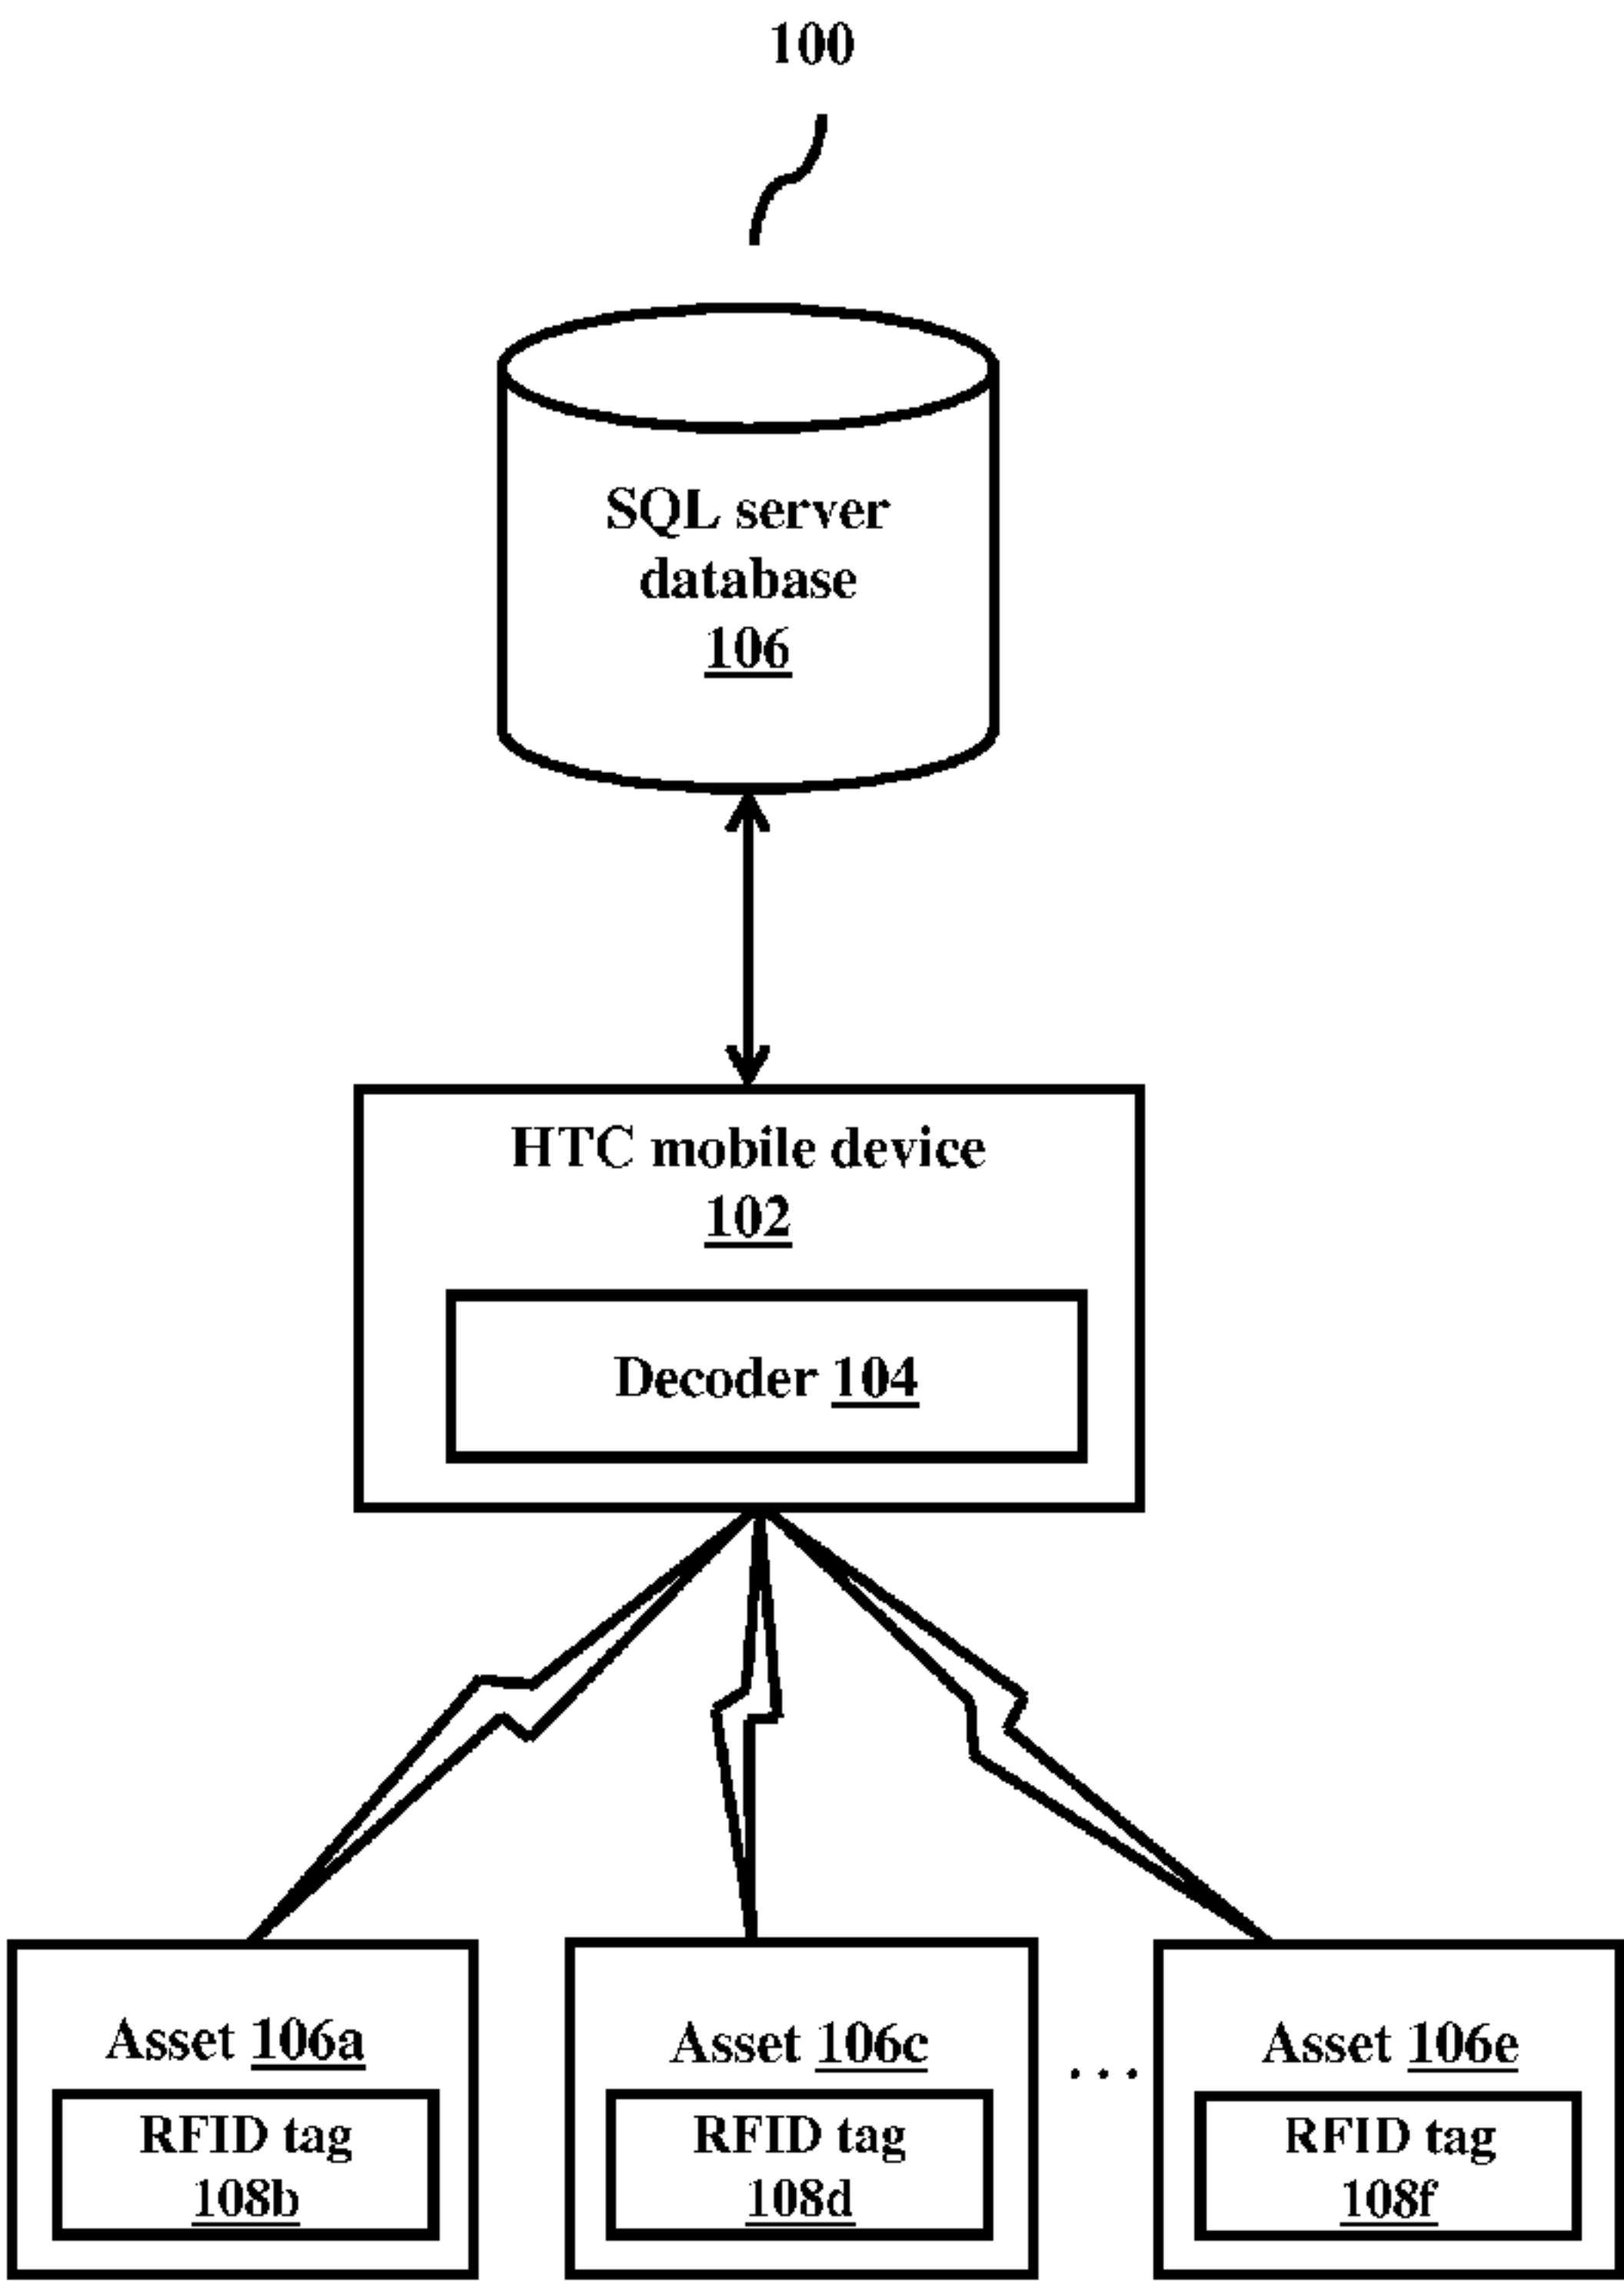 100
SQL server
database
106
HTC mobile device
102
Decoder 104
Asset 106a
RFID tag
108b
Asset 106c
RFID tag
108d
. . .
Asset 106e
RFID tag
108f